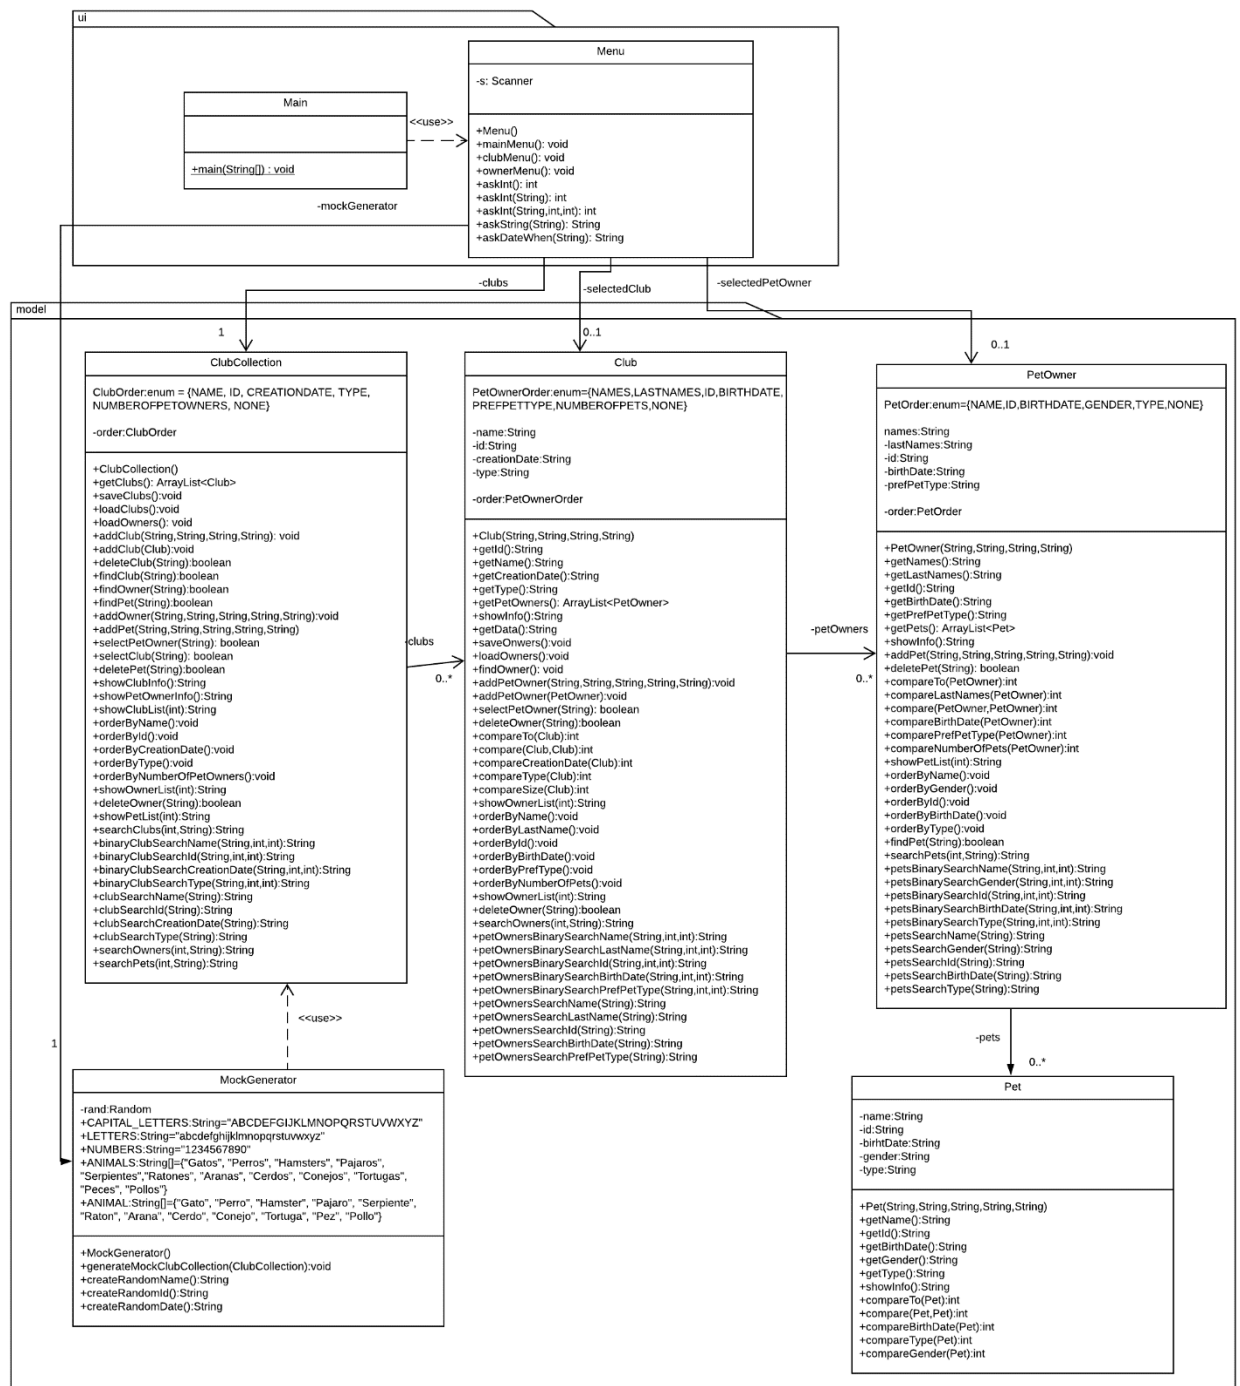 ui
Menu
-s: Scanner
+Menu()
+mainMenu(): void
+clubMenu(): void
+ownerMenu(): void
+askInt(): int
+askInt(String): int
+askInt(String,int,int): int
+askString(String): String
+askDateWhen(String): String
Main
+main(String[]) : void
<<use>>
-mockGenerator
-clubs
-selectedClub
-selectedPetOwner
model
1
0..1
0..1
ClubCollection
ClubOrder:enum = {NAME, ID, CREATIONDATE, TYPE,
NUMBEROFPETOWNERS, NONE}
-order:ClubOrder
+ClubCollection()
+getClubs(): ArrayList<Club>
+saveClubs():void
+loadClubs():void
+loadOwners(): void
+addClub(String,String,String,String): void
+addClub(Club):void
+deleteClub(String):boolean
+findClub(String):boolean
+findOwner(String):boolean
+findPet(String):boolean
+addOwner(String,String,String,String,String):void
+addPet(String,String,String,String,String)
+selectPetOwner(String): boolean
+selectClub(String): boolean
+deletePet(String):boolean
+showClubInfo():String
+showPetOwnerInfo():String
+showClubList(int):String
+orderByName():void
+orderById():void
+orderByCreationDate():void
+orderByType():void
+orderByNumberOfPetOwners():void
+showOwnerList(int):String
+deleteOwner(String):boolean
+showPetList(int):String
+searchClubs(int,String):String
+binaryClubSearchName(String,int,int):String
+binaryClubSearchId(String,int,int):String
+binaryClubSearchCreationDate(String,int,int):String
+binaryClubSearchType(String,int,int):String
+clubSearchName(String):String
+clubSearchId(String):String
+clubSearchCreationDate(String):String
+clubSearchType(String):String
+searchOwners(int,String):String
+searchPets(int,String):String
-clubs
0..*
Club
PetOwnerOrder:enum={NAMES,LASTNAMES,ID,BIRTHDATE,
PREFPETTYPE,NUMBEROFPETS,NONE}
-name:String
-id:String
-creationDate:String
-type:String
-order:PetOwnerOrder
+Club(String,String,String,String)
+getId():String
+getName():String
+getCreationDate():String
+getType():String
+getPetOwners(): ArrayList<PetOwner>
+showInfo():String
+getData():String
+saveOnwers():void
+loadOwners():void
+findOwner(): void
+addPetOwner(String,String,String,String,String):void
+addPetOwner(PetOwner):void
+selectPetOwner(String): boolean
+deleteOwner(String):boolean
+compareTo(Club):int
+compare(Club,Club):int
+compareCreationDate(Club):int
+compareType(Club):int
+compareSize(Club):int
+showOwnerList(int):String
+orderByName():void
+orderByLastName():void
+orderById():void
+orderByBirthDate():void
+orderByPrefType():void
+orderByNumberOfPets():void
+showOwnerList(int):String
+deleteOwner(String):boolean
+searchOwners(int,String):String
+petOwnersBinarySearchName(String,int,int):String
+petOwnersBinarySearchLastName(String,int,int):String
+petOwnersBinarySearchId(String,int,int):String
+petOwnersBinarySearchBirthDate(String,int,int):String
+petOwnersBinarySearchPrefPetType(String,int,int):String
+petOwnersSearchName(String):String
+petOwnersSearchLastName(String):String
+petOwnersSearchId(String):String
+petOwnersSearchBirthDate(String):String
+petOwnersSearchPrefPetType(String):String
-petOwners
0..*
PetOwner
PetOrder:enum={NAME,ID,BIRTHDATE,GENDER,TYPE,NONE}
names:String
-lastNames:String
-id:String
-birthDate:String
-prefPetType:String
-order:PetOrder
+PetOwner(String,String,String,String)
+getNames():String
+getLastNames():String
+getId():String
+getBirthDate():String
+getPrefPetType():String
+getPets(): ArrayList<Pet>
+showInfo():String
+addPet(String,String,String,String,String):void
+deletePet(String): boolean
+compareTo(PetOwner):int
+compareLastNames(PetOwner):int
+compare(PetOwner,PetOwner):int
+compareBirthDate(PetOwner):int
+comparePrefPetType(PetOwner):int
+compareNumberOfPets(PetOwner):int
+showPetList(int):String
+orderByName():void
+orderByGender():void
+orderById():void
+orderByBirthDate():void
+orderByType():void
+findPet(String):boolean
+searchPets(int,String):String
+petsBinarySearchName(String,int,int):String
+petsBinarySearchGender(String,int,int):String
+petsBinarySearchId(String,int,int):String
+petsBinarySearchBirthDate(String,int,int):String
+petsBinarySearchType(String,int,int):String
+petsSearchName(String):String
+petsSearchGender(String):String
+petsSearchId(String):String
+petsSearchBirthDate(String):String
+petsSearchType(String):String
<<use>>
1
-pets
0..*
MockGenerator
-rand:Random
+CAPITAL_LETTERS:String="ABCDEFGIJKLMNOPQRSTUVWXYZ"
+LETTERS:String="abcdefghijklmnopqrstuvwxyz"
+NUMBERS:String="1234567890"
+ANIMALS:String[]={"Gatos", "Perros", "Hamsters", "Pajaros",
"Serpientes","Ratones", "Aranas", "Cerdos", "Conejos", "Tortugas",
"Peces", "Pollos"}
+ANIMAL:String[]={"Gato", "Perro", "Hamster", "Pajaro", "Serpiente",
"Raton", "Arana", "Cerdo", "Conejo", "Tortuga", "Pez", "Pollo"}
+MockGenerator()
+generateMockClubCollection(ClubCollection):void
+createRandomName():String
+createRandomId():String
+createRandomDate():String
Pet
-name:String
-id:String
-birhtDate:String
-gender:String
-type:String
+Pet(String,String,String,String,String)
+getName():String
+getId():String
+getBirthDate():String
+getGender():String
+getType():String
+showInfo():String
+compareTo(Pet):int
+compare(Pet,Pet):int
+compareBirthDate(Pet):int
+compareType(Pet):int
+compareGender(Pet):int